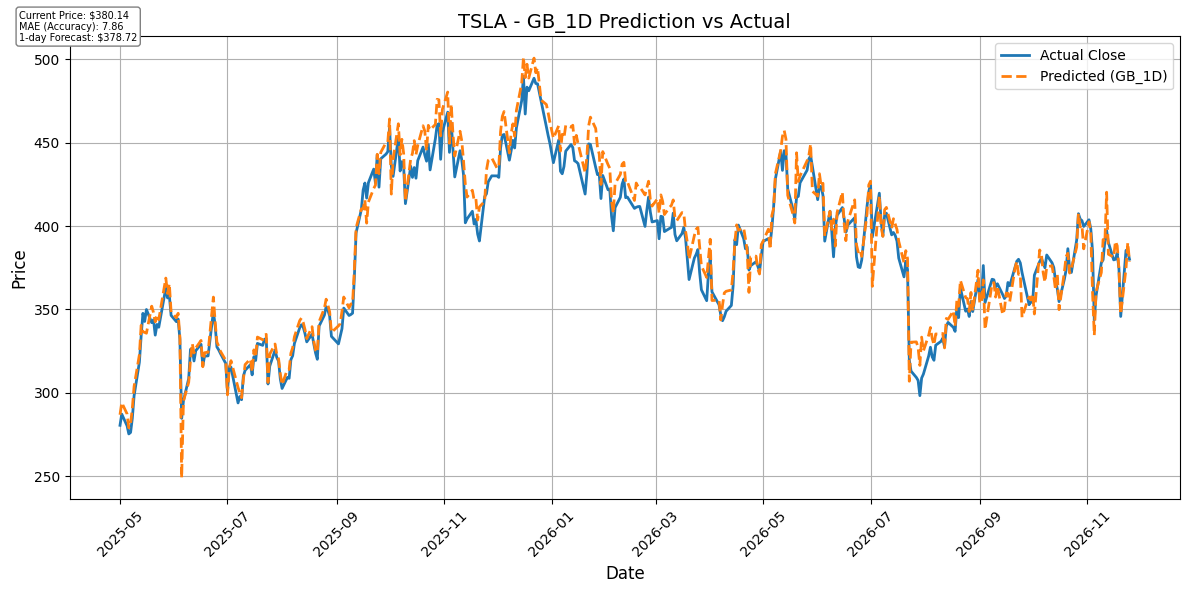 Current Price: $380.14
MAE (Accuracy): 7.86
1-day Forecast: $378.72
TSLA - GB_1D Prediction vs Actual
Actual Close
Predicted (GB_1D)
Price
500
450
400
350
300
250
2025-05
2025-07
2025-09
2025-11
2026-01
2026-03
2026-05
2026-07
2026-09
2026-11
Date